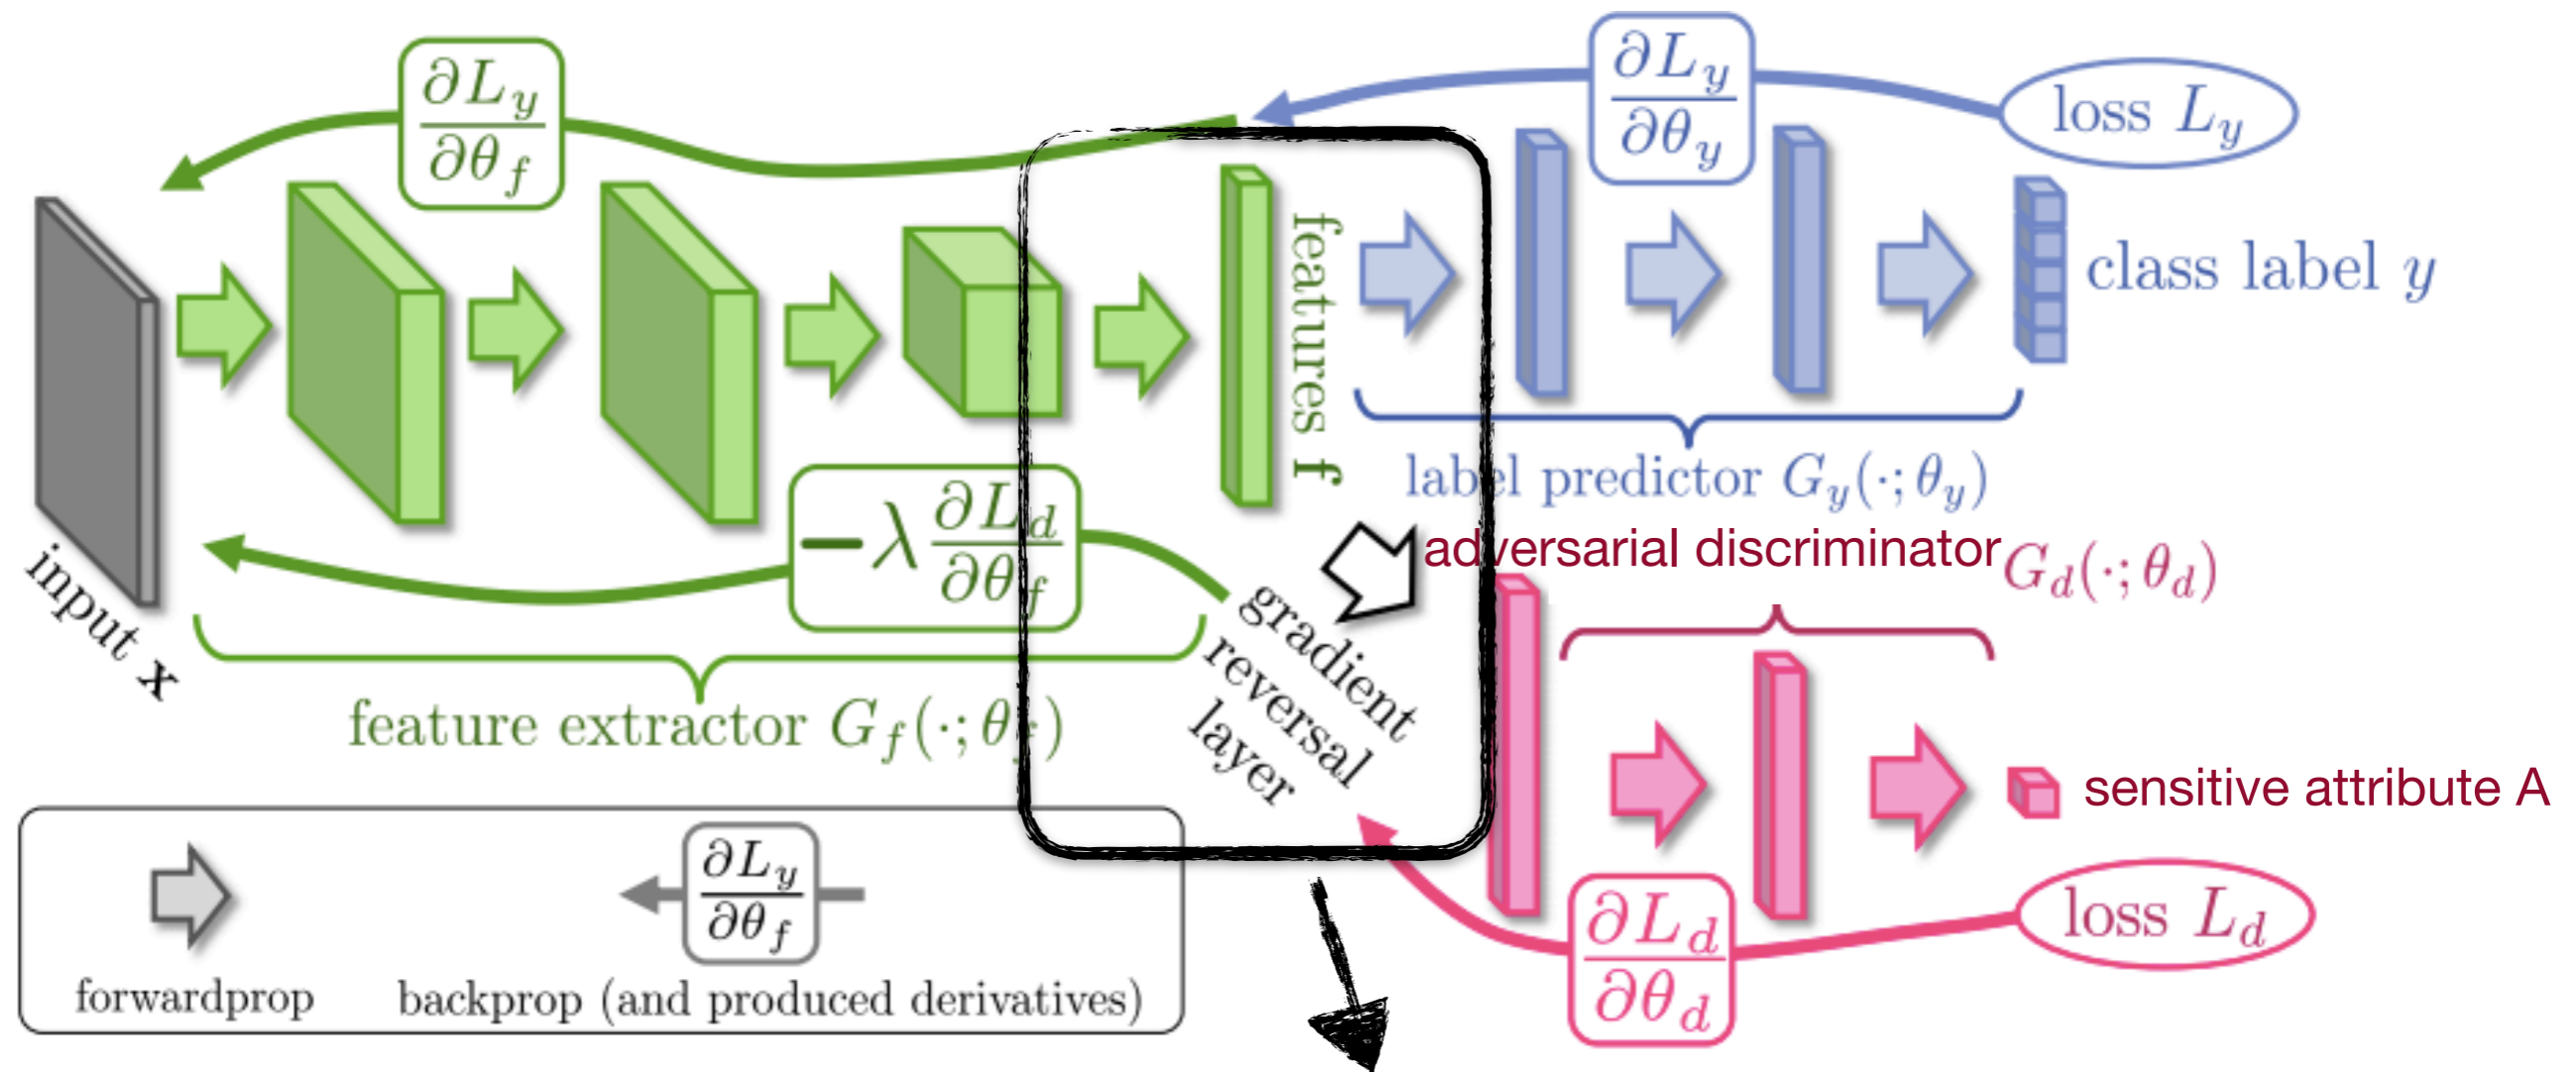 ∂L_y
∂θ_f
∂L_y
∂θ_y
loss L_y
features f
class label y
label predictor G_y(·; θ_y)
−λ ∂L_d
∂θ_f
input x
adversarial discriminator G_d(·; θ_d)
gradient
reversal
layer
feature extractor G_f(·; θ_f)
sensitive attribute A
∂L_y
∂θ_f
∂L_d
∂θ_d
loss L_d
forwardprop
backprop (and produced derivatives)